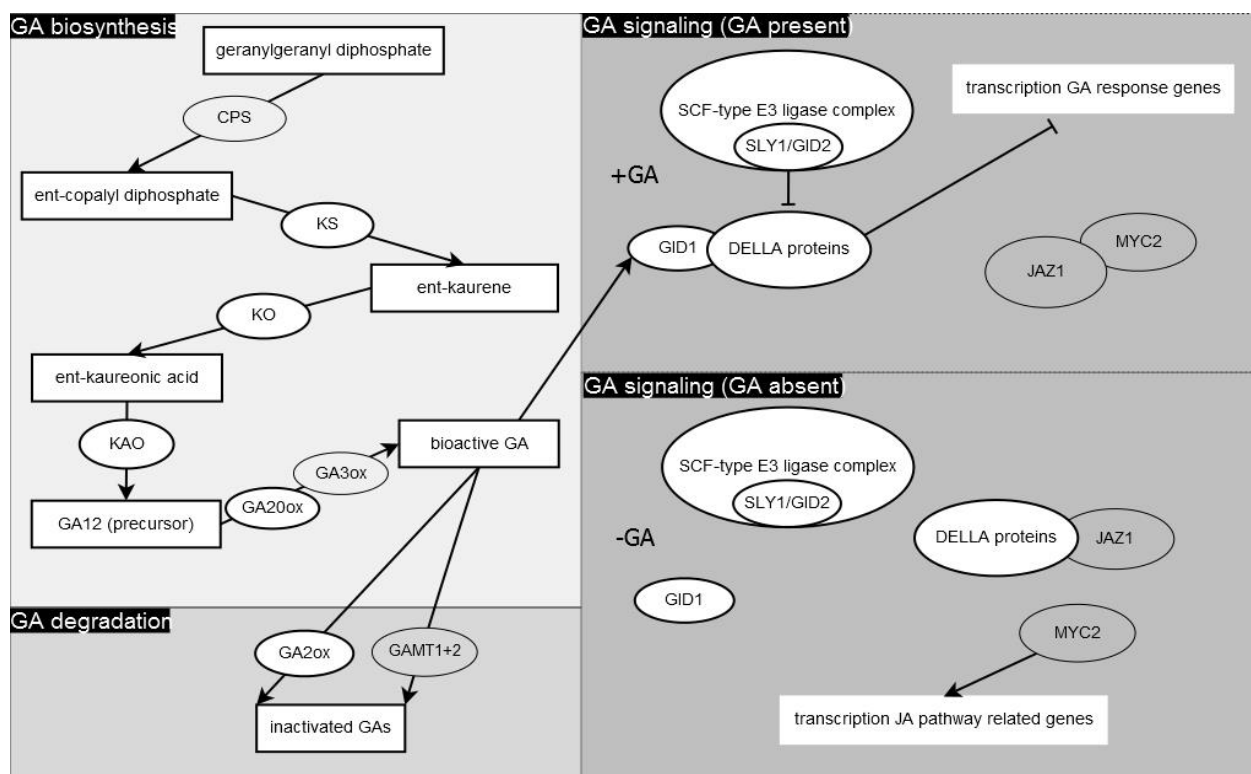 GA biosynthesis
geranylgeranyl diphosphate
CPS
ent-copalyl diphosphate
KS
ent-kaurene
KO
ent-kaureonic acid
KAO
GA12 (precursor)
GA20ox
GA3ox
bioactive GA
GA degradation
GA2ox
GAMT1+2
inactivated GAs
GA signaling (GA present)
SCF-type E3 ligase complex
SLY1/GID2
transcription GA response genes
+GA
GID1
DELLA proteins
MYC2
JAZ1
GA signaling (GA absent)
SCF-type E3 ligase complex
SLY1/GID2
-GA
DELLA proteins
JAZ1
GID1
MYC2
transcription JA pathway related genes